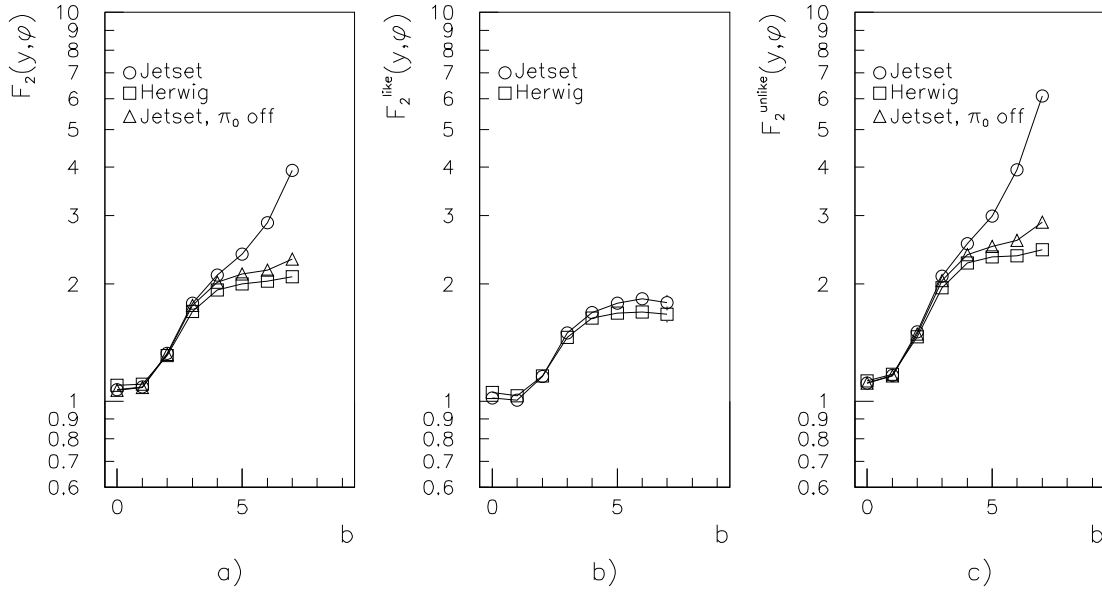 F₂(y,φ)
10
9
8
7
6
5
4
3
2
1
0.9
0.8
0.7
0.6
Jetset
Herwig
Jetset, π₀ off
0
5
b
a)
F₂ˡⁱᵏᵉ(y,φ)
10
9
8
7
6
5
4
3
2
1
0.9
0.8
0.7
0.6
Jetset
Herwig
0
5
b
b)
F₂ᵘⁿˡⁱᵏᵉ(y,φ)
10
9
8
7
6
5
4
3
2
1
0.9
0.8
0.7
0.6
Jetset
Herwig
Jetset, π₀ off
0
5
b
c)